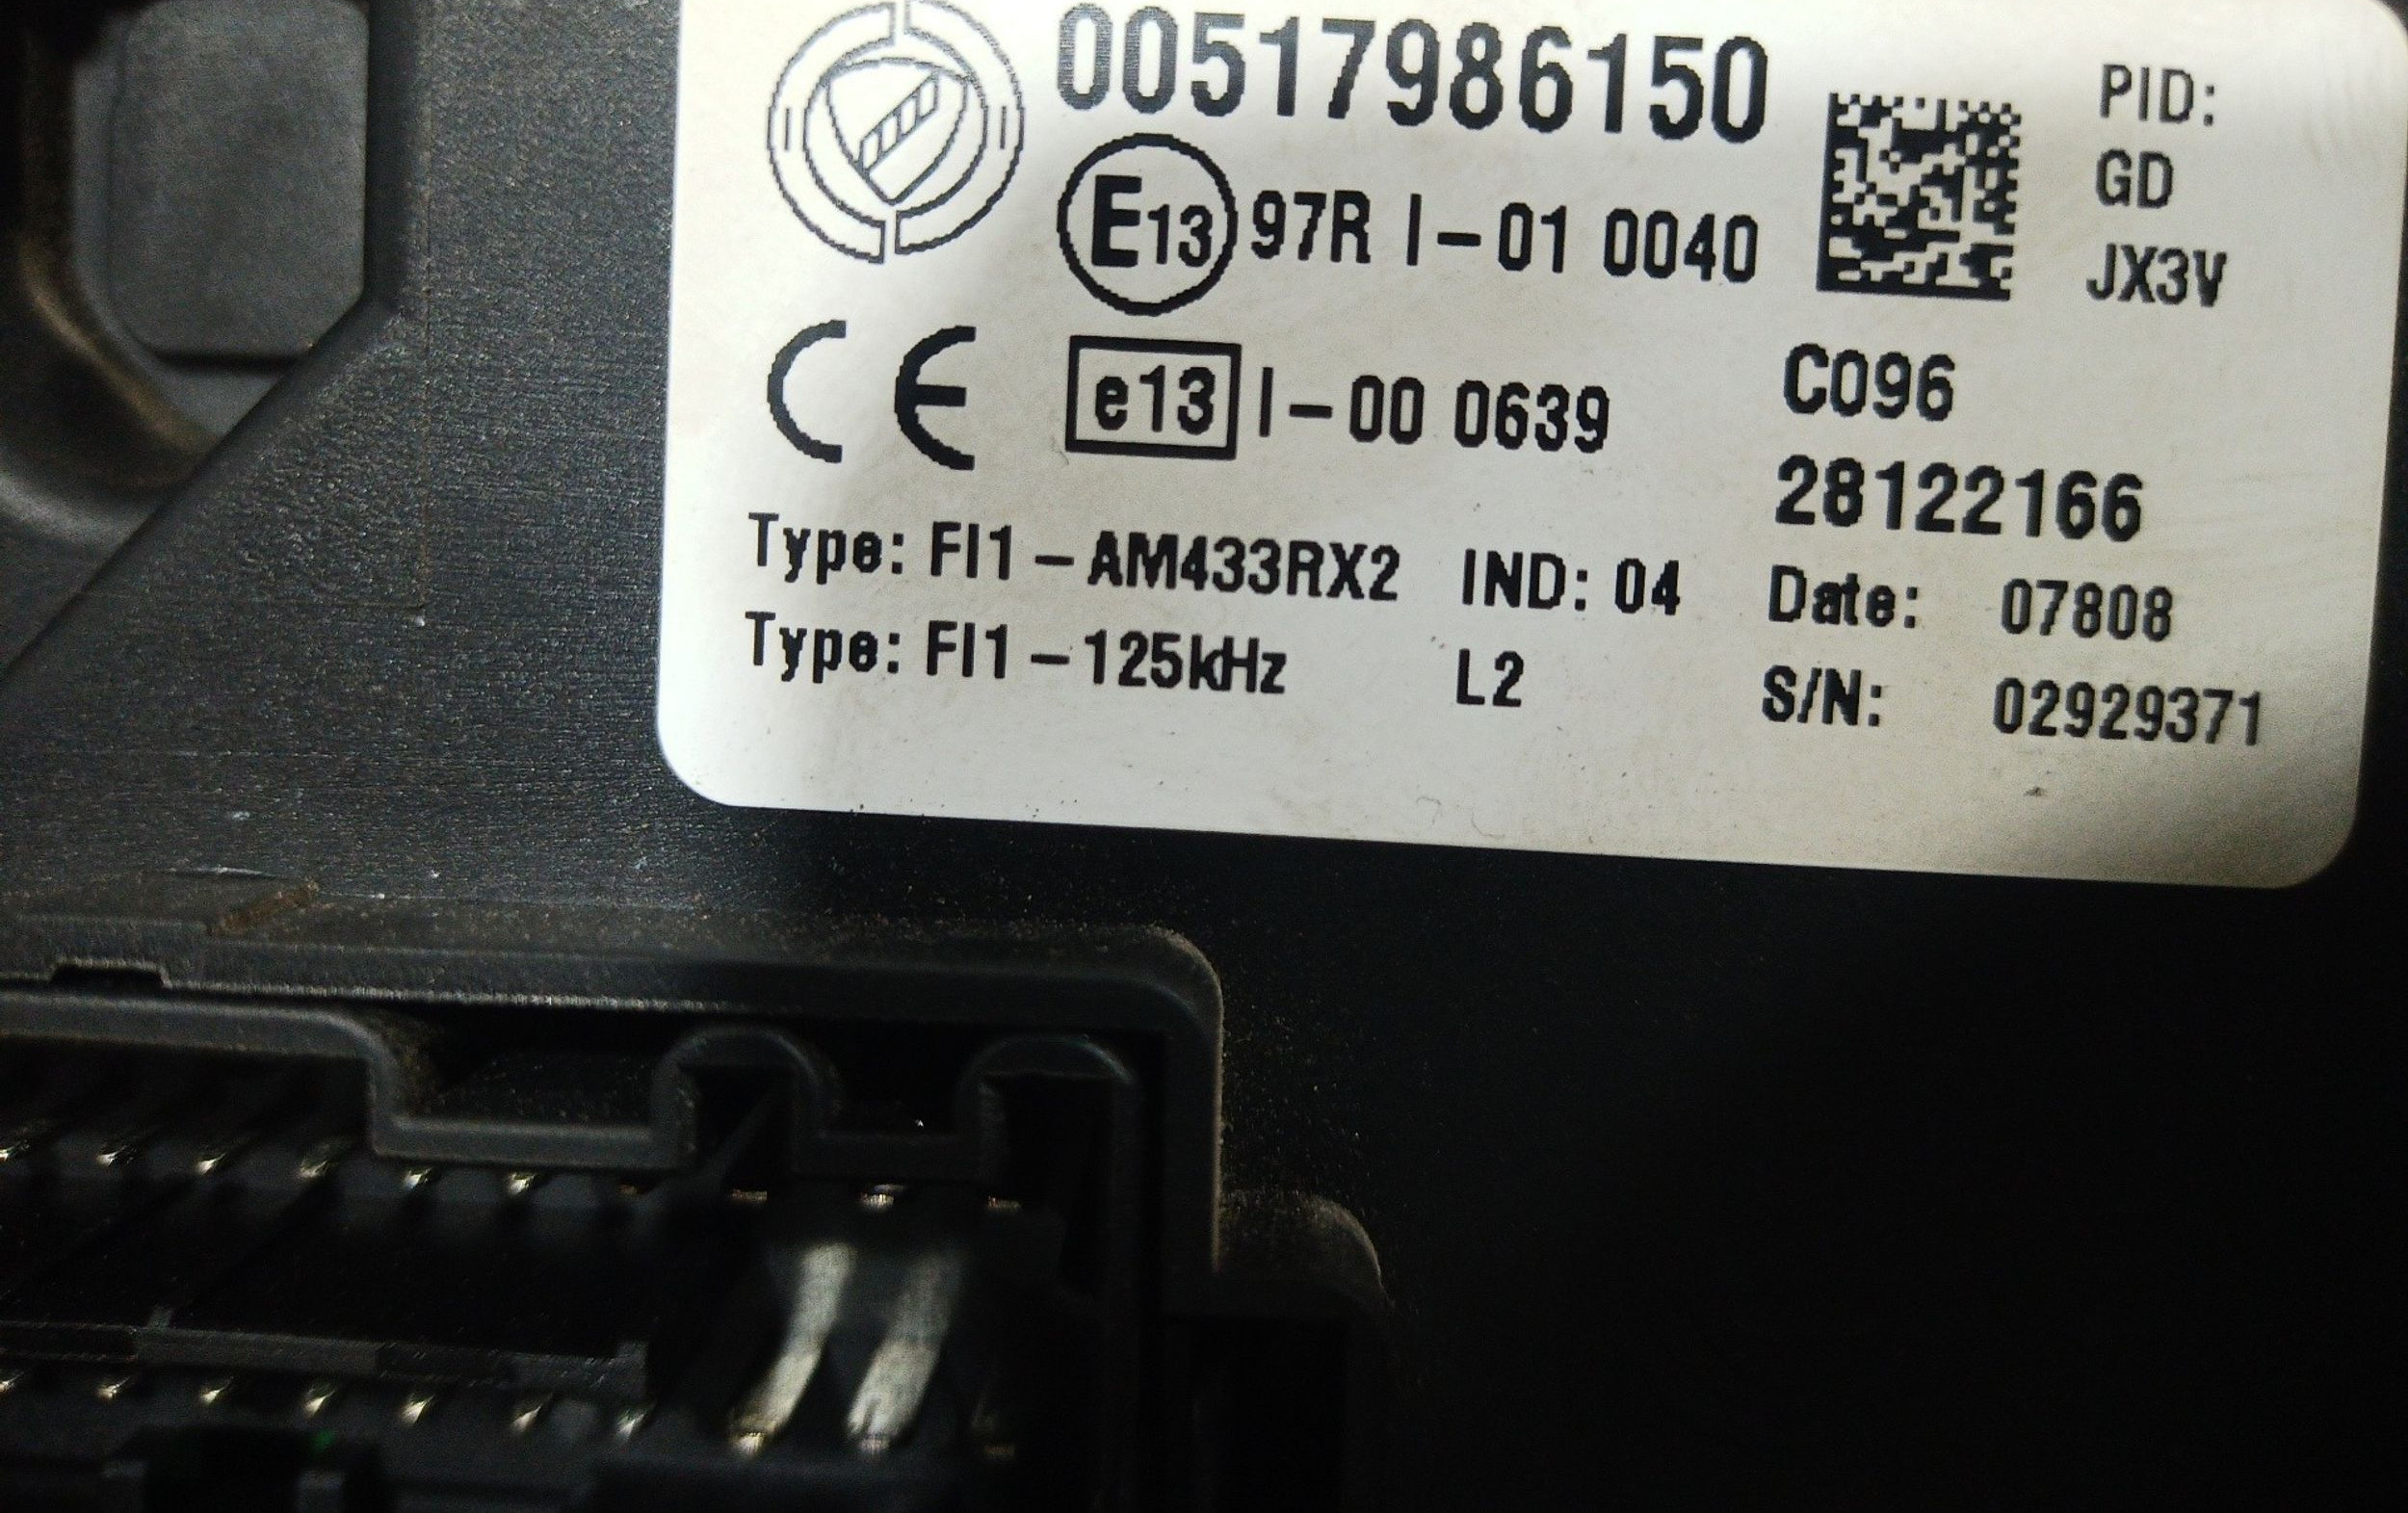 00517986150
PID:
GD
JX3V
E13 97R I-01 0040
CE e13 I-00 0639
C096
28122166
Type: FI1-AM433RX2 IND: 04
Date: 07808
Type: FI1-125kHz L2
S/N: 02929371